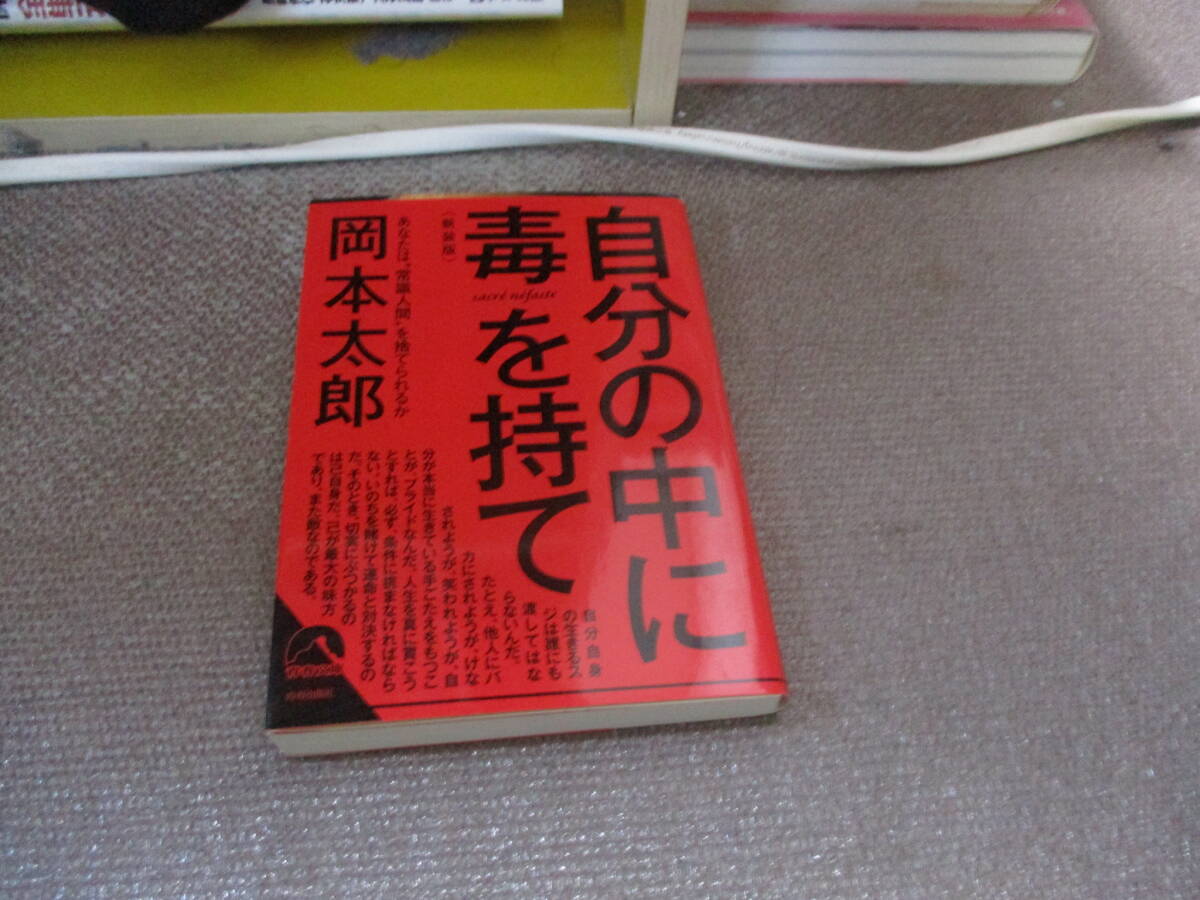 自分の中に
毒を持て
〈新装版〉
sacré néfaste
あなたは“常識人間”を捨てられるか
岡本太郎
自分自身
の生きるス
ジは誰にも
渡してはな
らないんだ。
たとえ、他人にバ
カにされようが、けな
されようが、笑われようが、自
分が本当に生きている手ごたえをもつこ
とが、プライドなんだ。人生を真に貫こう
とすれば、必ず、条件に挑まなければなら
ない。いのちを賭けて運命と対決するの
だ。そのとき、切実にぶつかるの
は己自身だ。己が最大の味方
であり、また敵なのである。
青春出版社